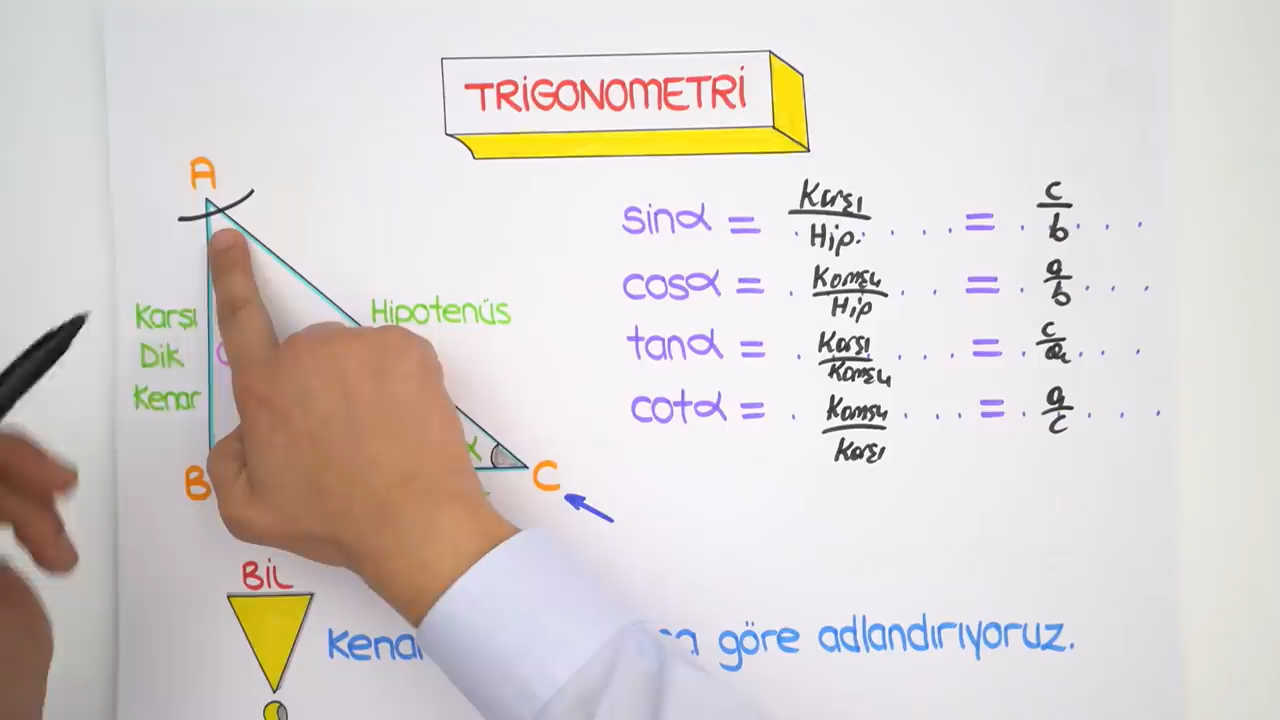 TRİGONOMETRİ
A
sinα = Karşı/Hip. = c/b
cosα = Komşu/Hip = a/b
tanα = Karşı/Komşu = c/a
cotα = Komşu/Karşı = a/c
Karşı
Dik
Kenar
Hipotenüs
α
B
C
BİL
göre adlandırıyoruz.